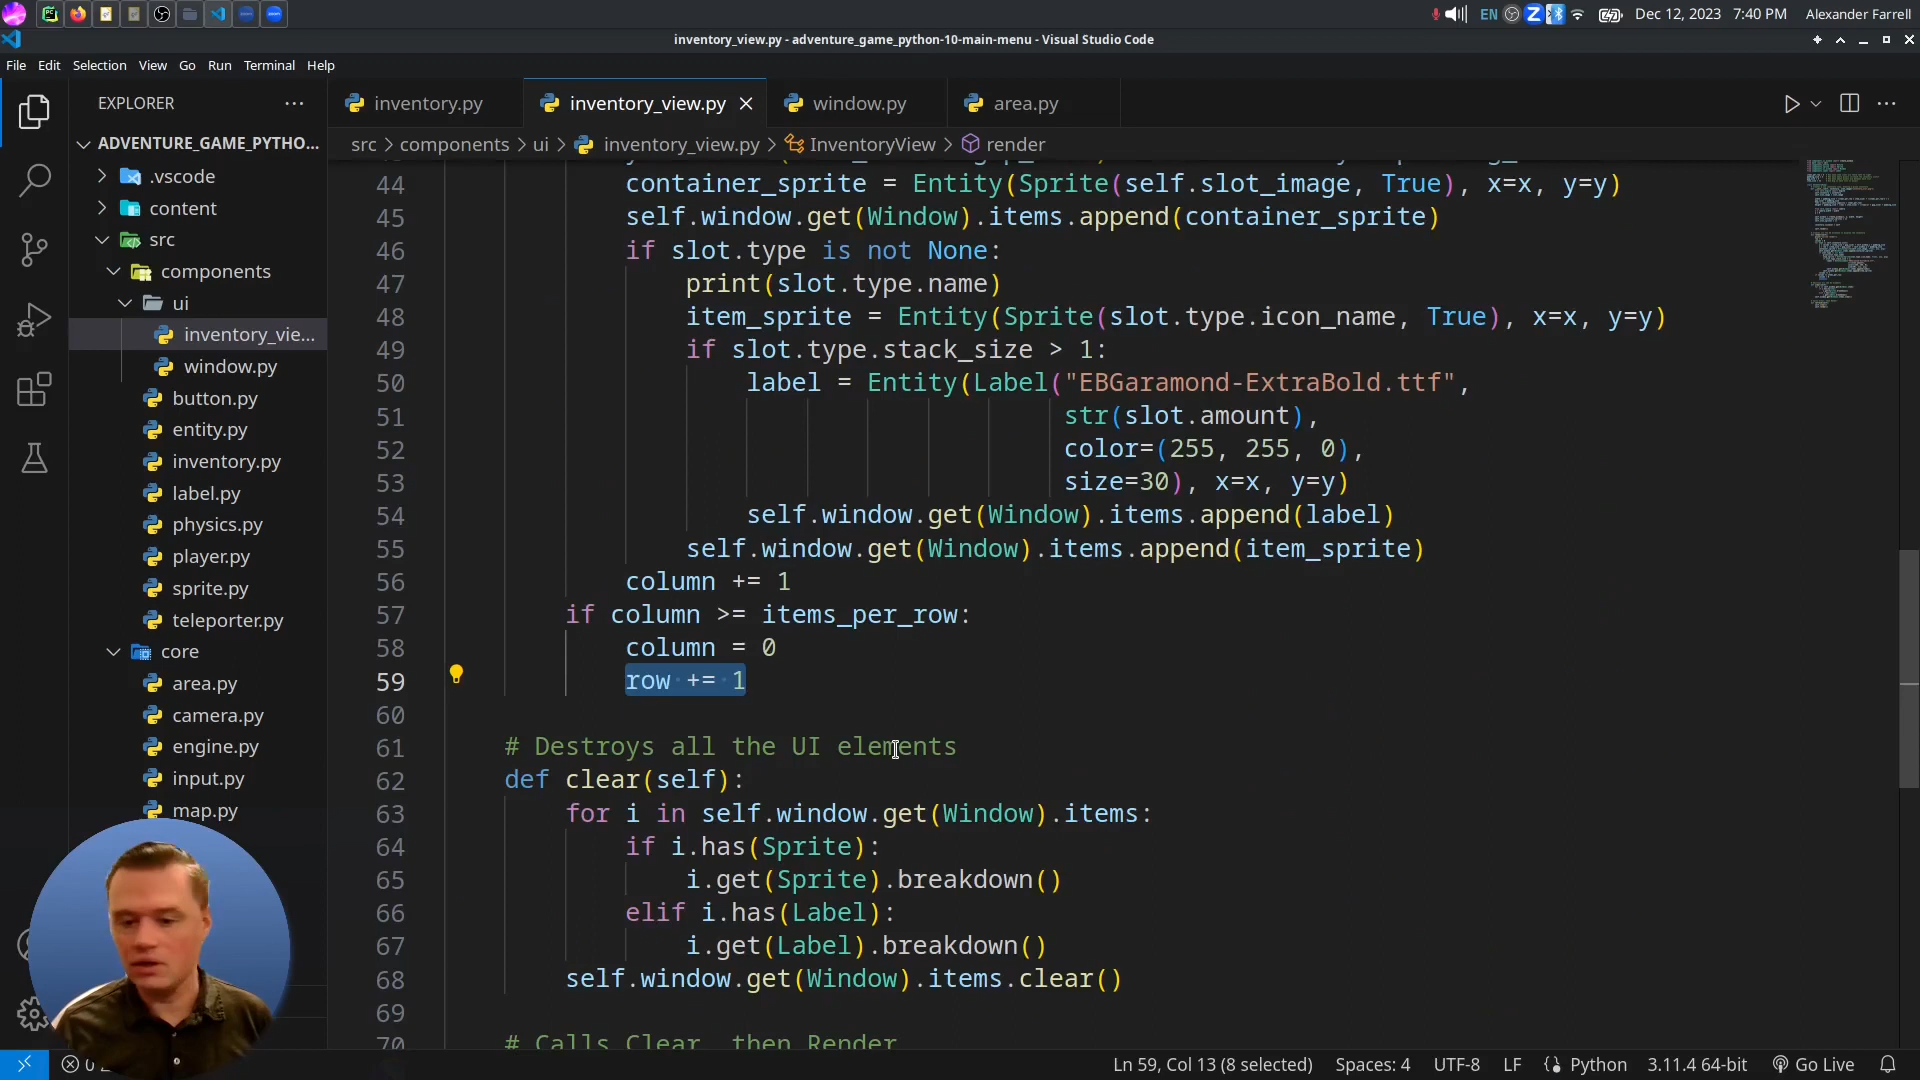 EN
Dec 12, 2023 7:40 PM
Alexander Farrell
inventory_view.py - adventure_game_python-10-main-menu - Visual Studio Code
File Edit Selection View Go Run Terminal Help
EXPLORER
inventory.py
inventory_view.py
window.py
area.py
ADVENTURE_GAME_PYTHO...
src > components > ui > inventory_view.py > InventoryView > render
.vscode
content
src
components
ui
inventory_vie...
window.py
button.py
entity.py
inventory.py
label.py
physics.py
player.py
sprite.py
teleporter.py
core
area.py
camera.py
engine.py
input.py
map.py
44 container_sprite = Entity(Sprite(self.slot_image, True), x=x, y=y)
45 self.window.get(Window).items.append(container_sprite)
46 if slot.type is not None:
47 print(slot.type.name)
48 item_sprite = Entity(Sprite(slot.type.icon_name, True), x=x, y=y)
49 if slot.type.stack_size > 1:
50 label = Entity(Label("EBGaramond-ExtraBold.ttf",
51 str(slot.amount),
52 color=(255, 255, 0),
53 size=30), x=x, y=y)
54 self.window.get(Window).items.append(label)
55 self.window.get(Window).items.append(item_sprite)
56 column += 1
57 if column >= items_per_row:
58 column = 0
59 row += 1
60
61 # Destroys all the UI elements
62 def clear(self):
63 for i in self.window.get(Window).items:
64 if i.has(Sprite):
65 i.get(Sprite).breakdown()
66 elif i.has(Label):
67 i.get(Label).breakdown()
68 self.window.get(Window).items.clear()
69
70 # Calls Clear, then Render
0
Ln 59, Col 13 (8 selected)
Spaces: 4
UTF-8
LF
Python
3.11.4 64-bit
Go Live